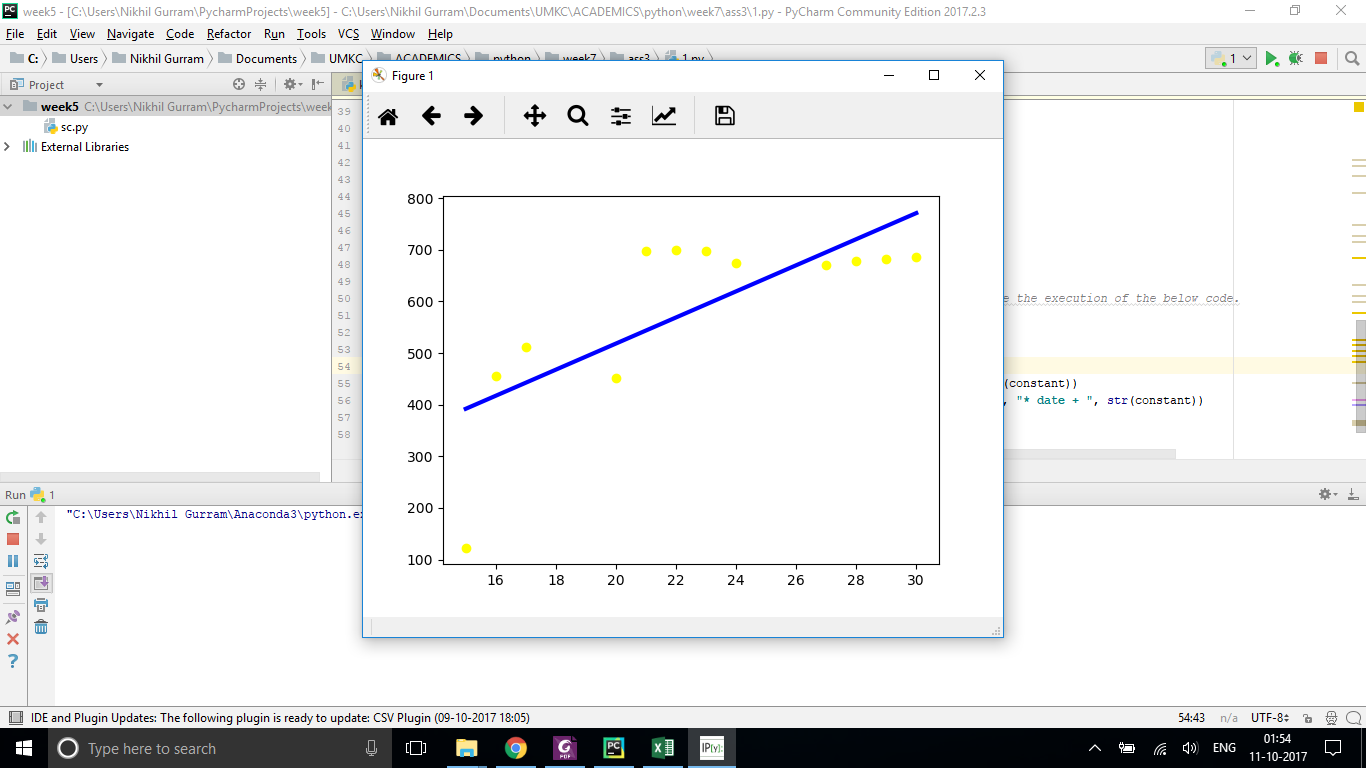 week5 - [C:\Users\Nikhil Gurram\PycharmProjects\week5] - C:\Users\Nikhil Gurram\Documents\UMKC\ACADEMICS\python\week7\ass3\1.py - PyCharm Community Edition 2017.2.3
File Edit View Navigate Code Refactor Run Tools VCS Window Help
C: Users Nikhil Gurram Documents UMKC ACADEMICS python week7 ass3 1.py 1
Project
Figure 1
week5 C:\Users\Nikhil Gurram\PycharmProjects\week
sc.py
External Libraries
39
40
41
42
43
44
45
46
47
48
49
50 the execution of the below code.
51
52
53
54
55 (constant))
56 , "* date + ", str(constant))
57
58
800
700
600
500
400
300
200
100
16 18 20 22 24 26 28 30
Run 1
"C:\Users\Nikhil Gurram\Anaconda3\python.ex
IDE and Plugin Updates: The following plugin is ready to update: CSV Plugin (09-10-2017 18:05) 54:43 n/a UTF-8
Type here to search PDF PC IP[y]: ENG 01:54
11-10-2017